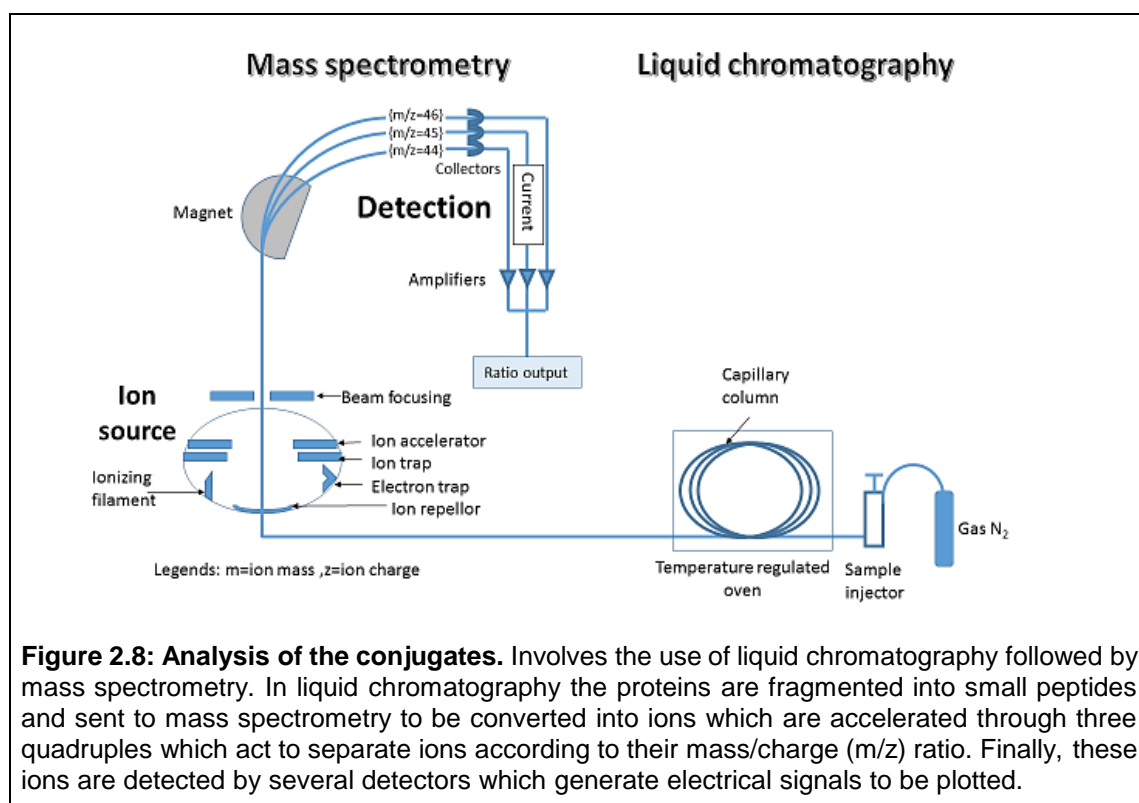 Mass spectrometry
Liquid chromatography
{m/z=46}
{m/z=45}
{m/z=44}
Collectors
Magnet
Detection
Current
Amplifiers
Ratio output
Ion
source
Beam focusing
Ion accelerator
Ion trap
Ionizing
filament
Electron trap
Ion repellor
Capillary
column
Gas N₂
Temperature regulated
oven
Sample
injector
Legends: m=ion mass ,z=ion charge
Figure 2.8: Analysis of the conjugates. Involves the use of liquid chromatography followed by
mass spectrometry. In liquid chromatography the proteins are fragmented into small peptides
and sent to mass spectrometry to be converted into ions which are accelerated through three
quadruples which act to separate ions according to their mass/charge (m/z) ratio. Finally, these
ions are detected by several detectors which generate electrical signals to be plotted.